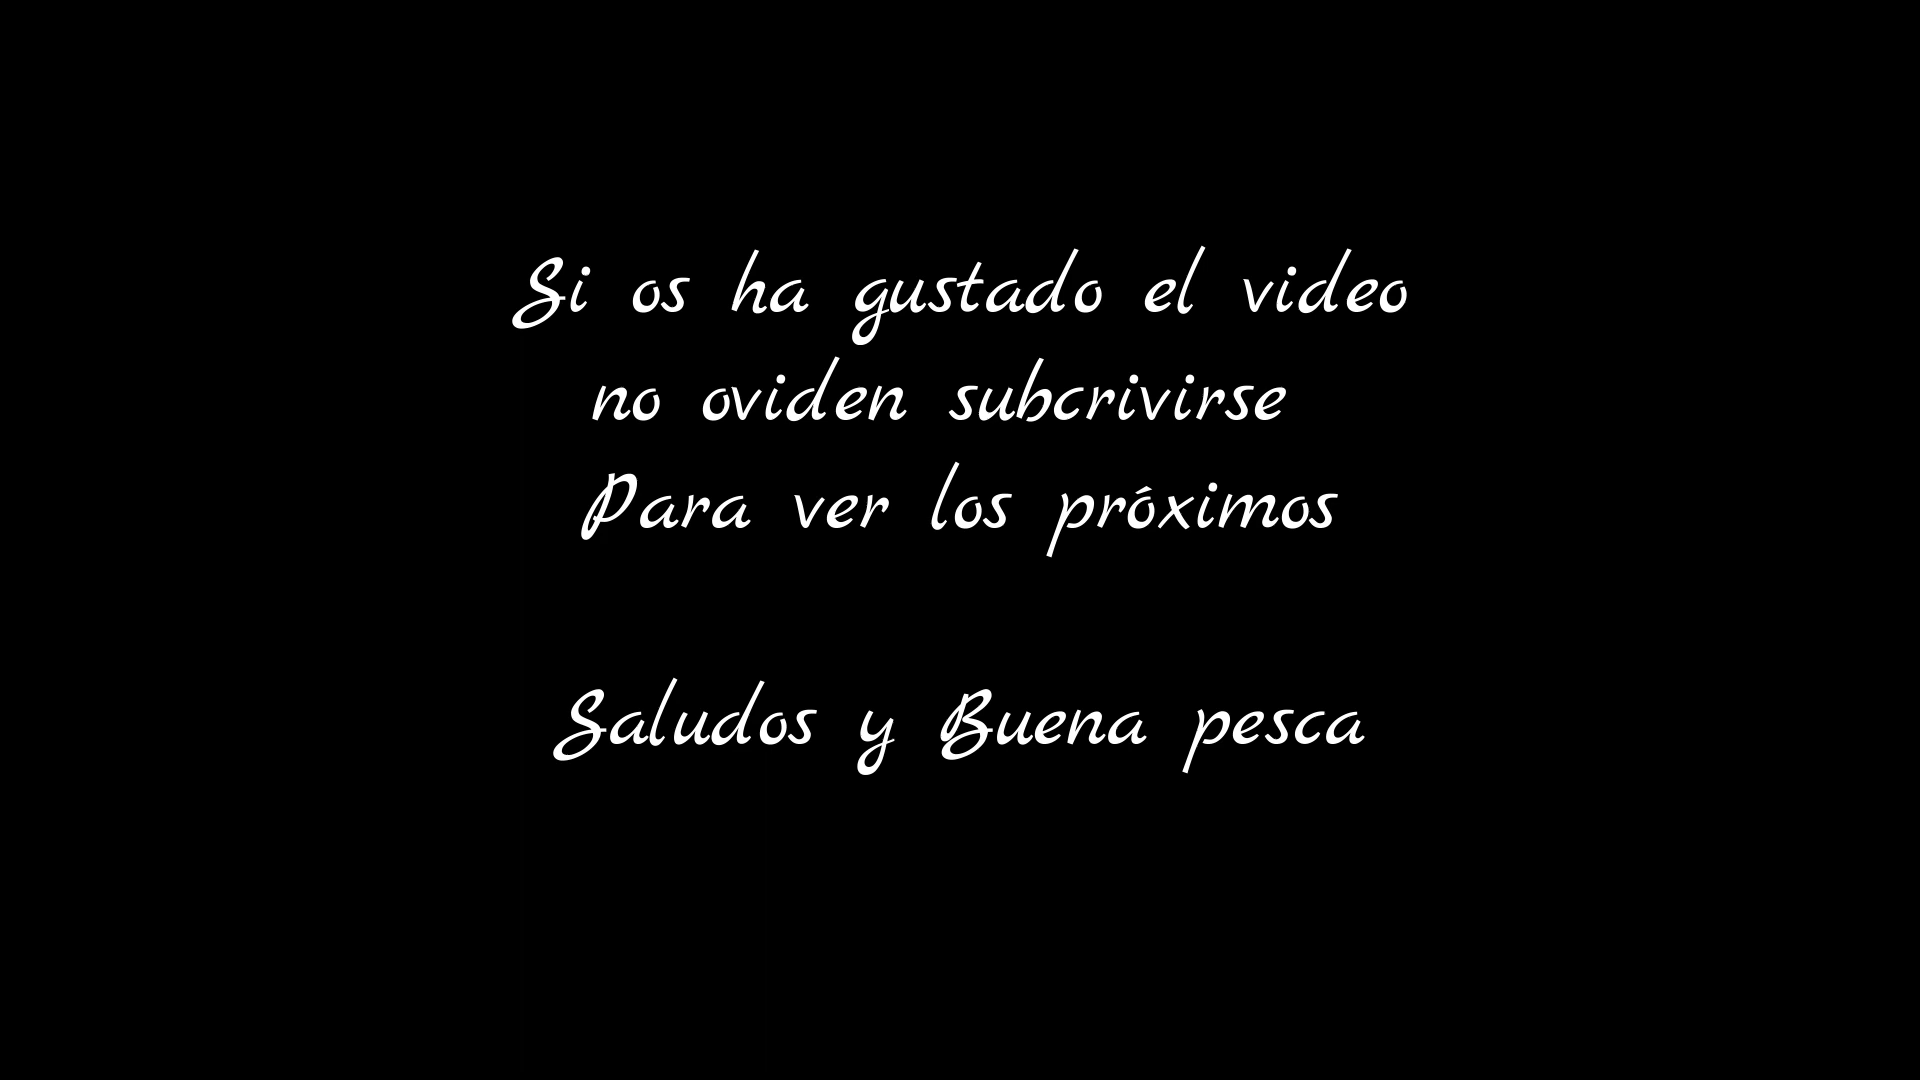 Si os ha gustado el video
no oviden subcrivirse
Para ver los próximos
Saludos y Buena pesca